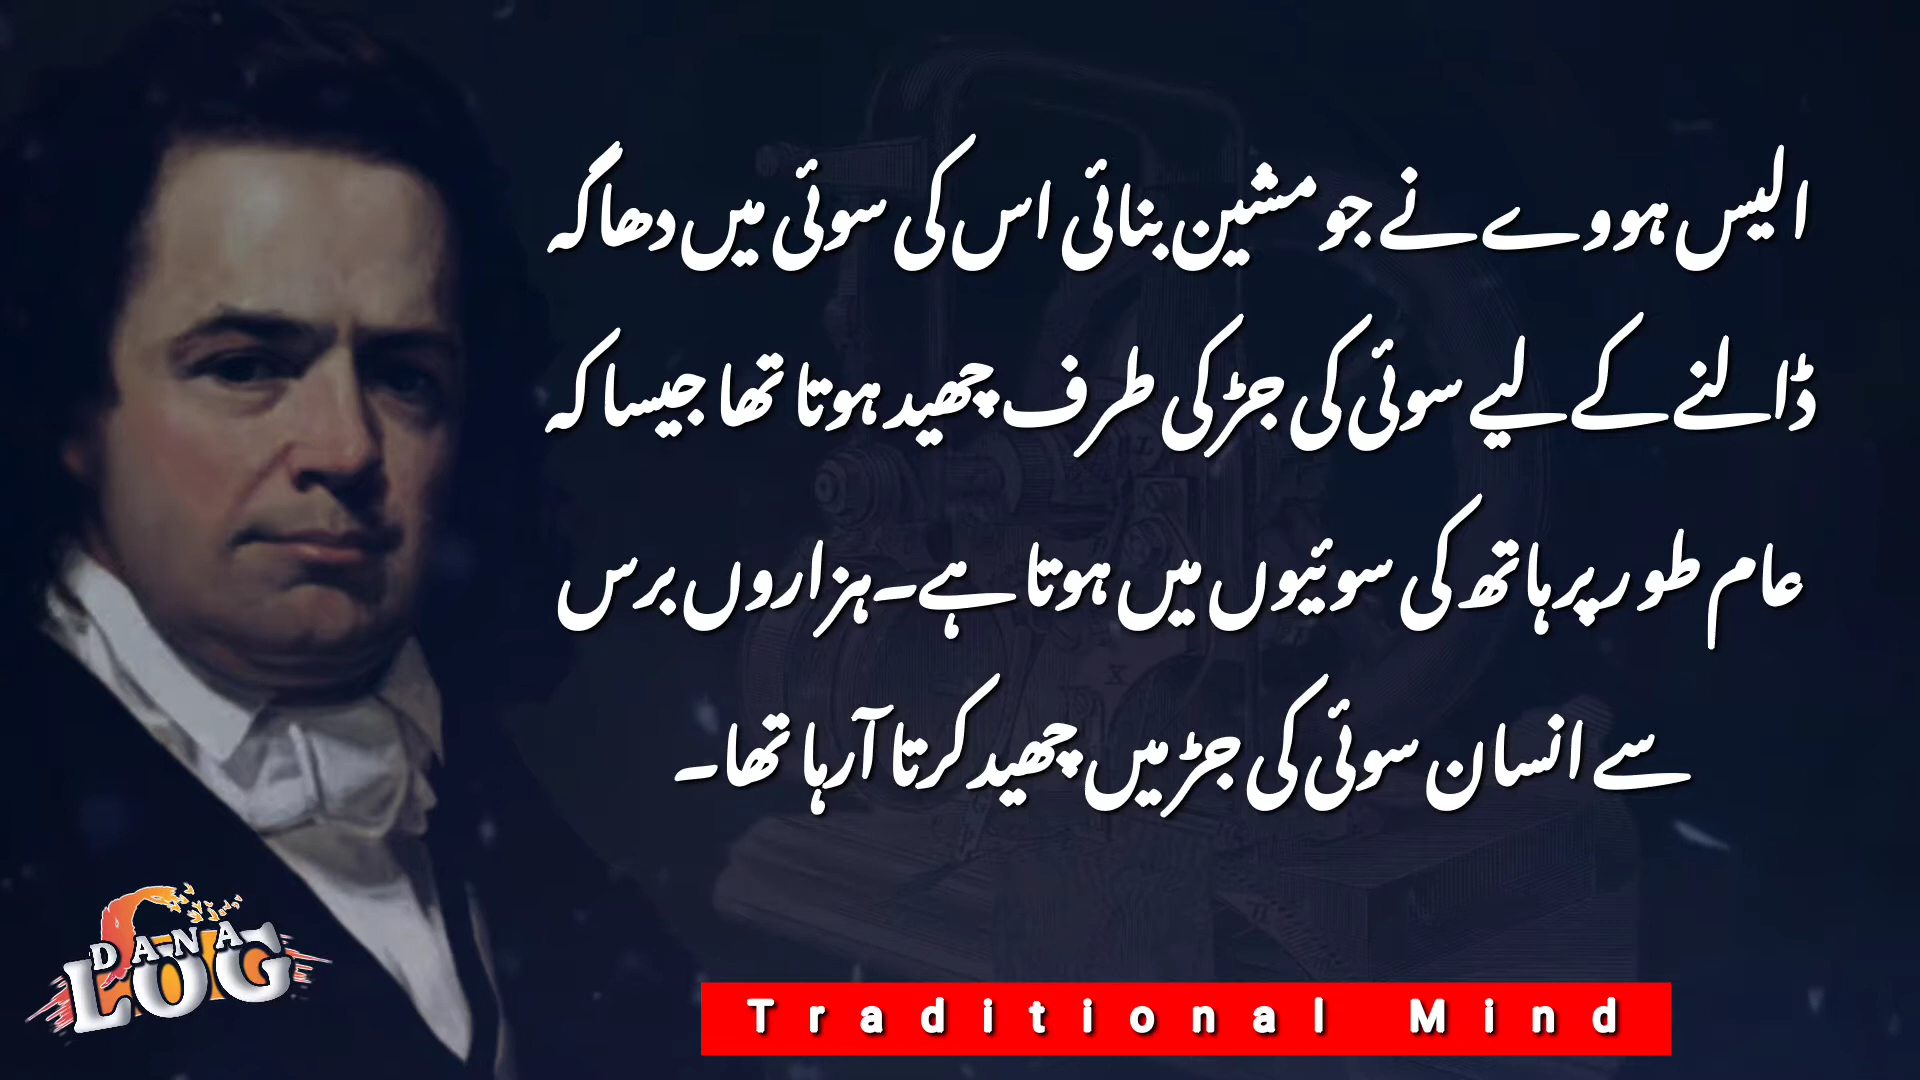 الیس ہووے نے جو مشین بنائی اس کی سوئی میں دھاگہ
ڈالنے کے لیے سوئی کی جڑ کی طرف چھید ہوتا تھا جیسا کہ
عام طور پر ہاتھ کی سوئیوں میں ہوتا ہے۔ ہزاروں برس
سے انسان سوئی کی جڑ میں چھید کرتا آ رہا تھا۔
DANA
LOG
Traditional Mind